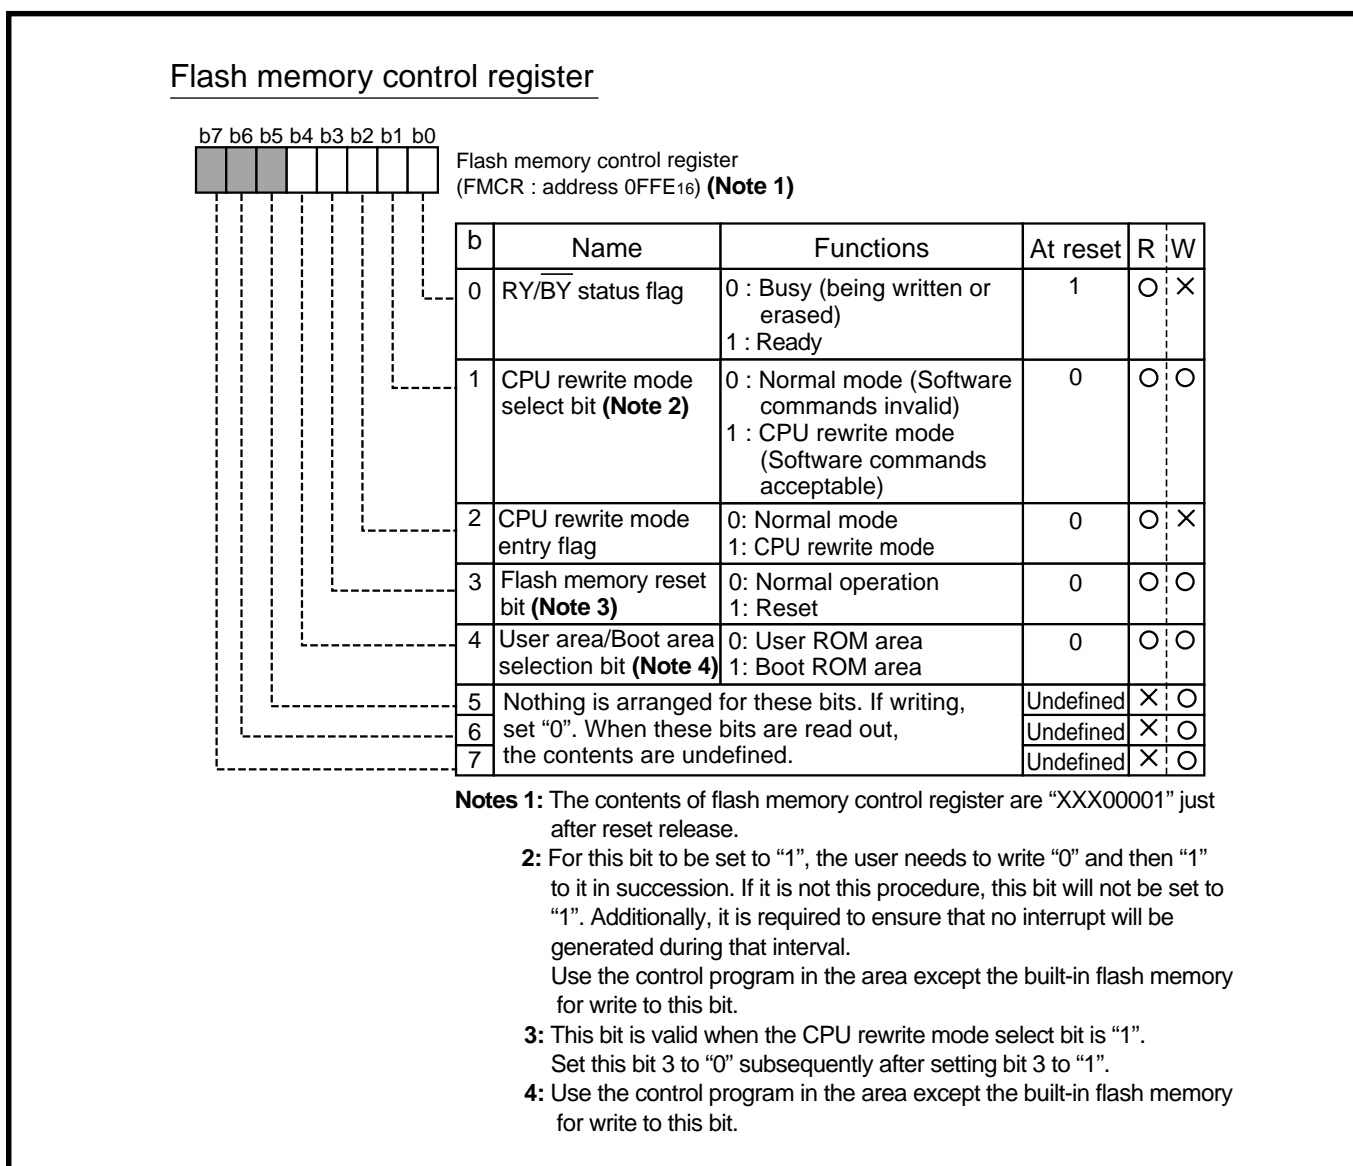 Flash memory control register
b7 b6 b5 b4 b3 b2 b1 b0
Flash memory control register
(FMCR : address 0FFE16) (Note 1)
b Name Functions At reset R W
0 RY/BY status flag 0 : Busy (being written or erased) 1 : Ready 1 ○ ×
1 CPU rewrite mode select bit (Note 2) 0 : Normal mode (Software commands invalid) 1 : CPU rewrite mode (Software commands acceptable) 0 ○ ○
2 CPU rewrite mode entry flag 0: Normal mode 1: CPU rewrite mode 0 ○ ×
3 Flash memory reset bit (Note 3) 0: Normal operation 1: Reset 0 ○ ○
4 User area/Boot area selection bit (Note 4) 0: User ROM area 1: Boot ROM area 0 ○ ○
5 Nothing is arranged for these bits. If writing, Undefined × ○
6 set “0”. When these bits are read out, Undefined × ○
7 the contents are undefined. Undefined × ○
Notes 1: The contents of flash memory control register are “XXX00001” just
after reset release.
2: For this bit to be set to “1”, the user needs to write “0” and then “1”
to it in succession. If it is not this procedure, this bit will not be set to
“1”. Additionally, it is required to ensure that no interrupt will be
generated during that interval.
Use the control program in the area except the built-in flash memory
for write to this bit.
3: This bit is valid when the CPU rewrite mode select bit is “1”.
Set this bit 3 to “0” subsequently after setting bit 3 to “1”.
4: Use the control program in the area except the built-in flash memory
for write to this bit.